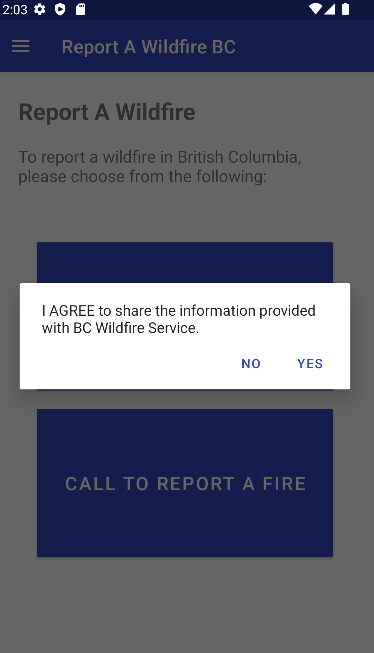 2:03
Report A Wildfire BC
Report A Wildfire
To report a wildfire in British Columbia,
please choose from the following:
I AGREE to share the information provided
with BC Wildfire Service.
NO YES
CALL TO REPORT A FIRE